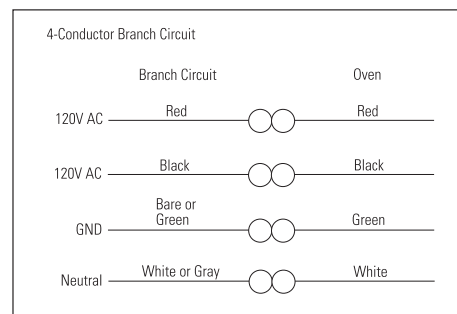 4-Conductor Branch Circuit
Branch Circuit Oven
120V AC Red Red
120V AC Black Black
Bare or
GND Green Green
Neutral White or Gray White